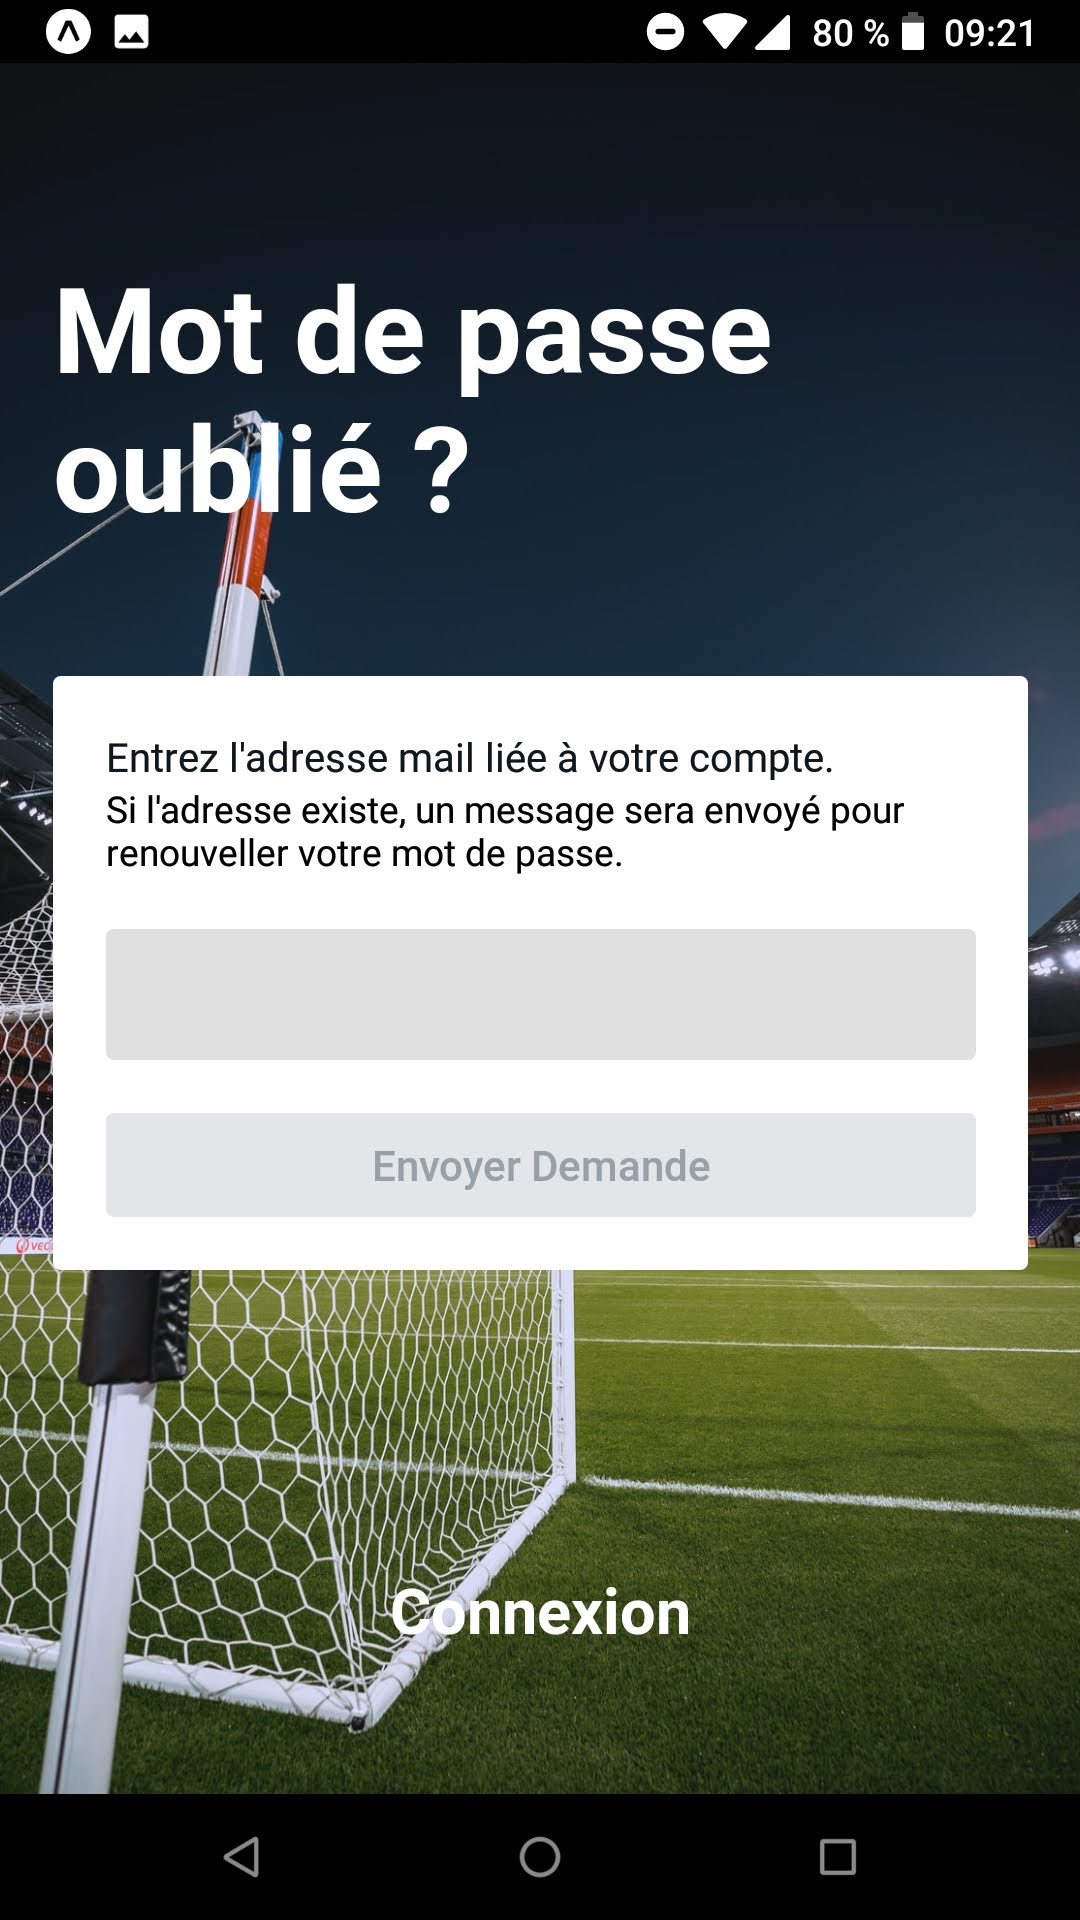 80 % 09:21
Mot de passe
oublié ?
Entrez l'adresse mail liée à votre compte.
Si l'adresse existe, un message sera envoyé pour
renouveller votre mot de passe.
Envoyer Demande
Connexion